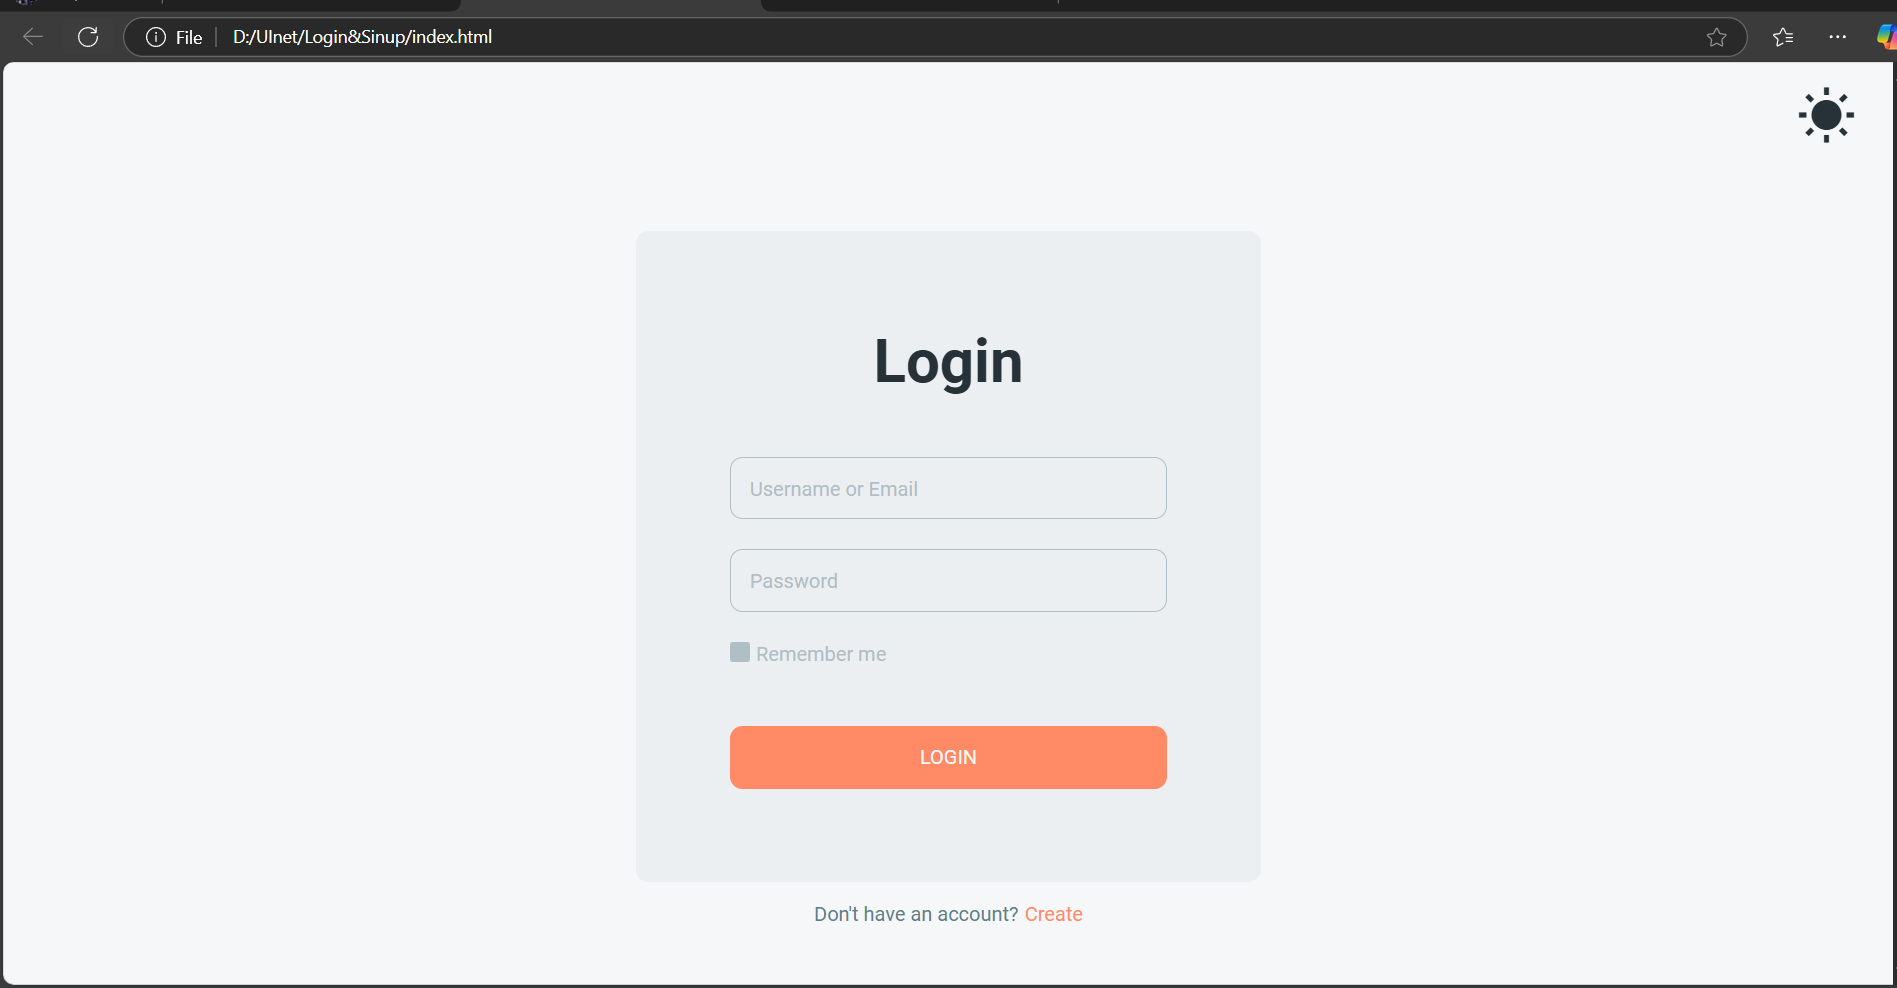 File D:/UInet/Login&Sinup/index.html
Login
Username or Email
Password
Remember me
LOGIN
Don't have an account? Create